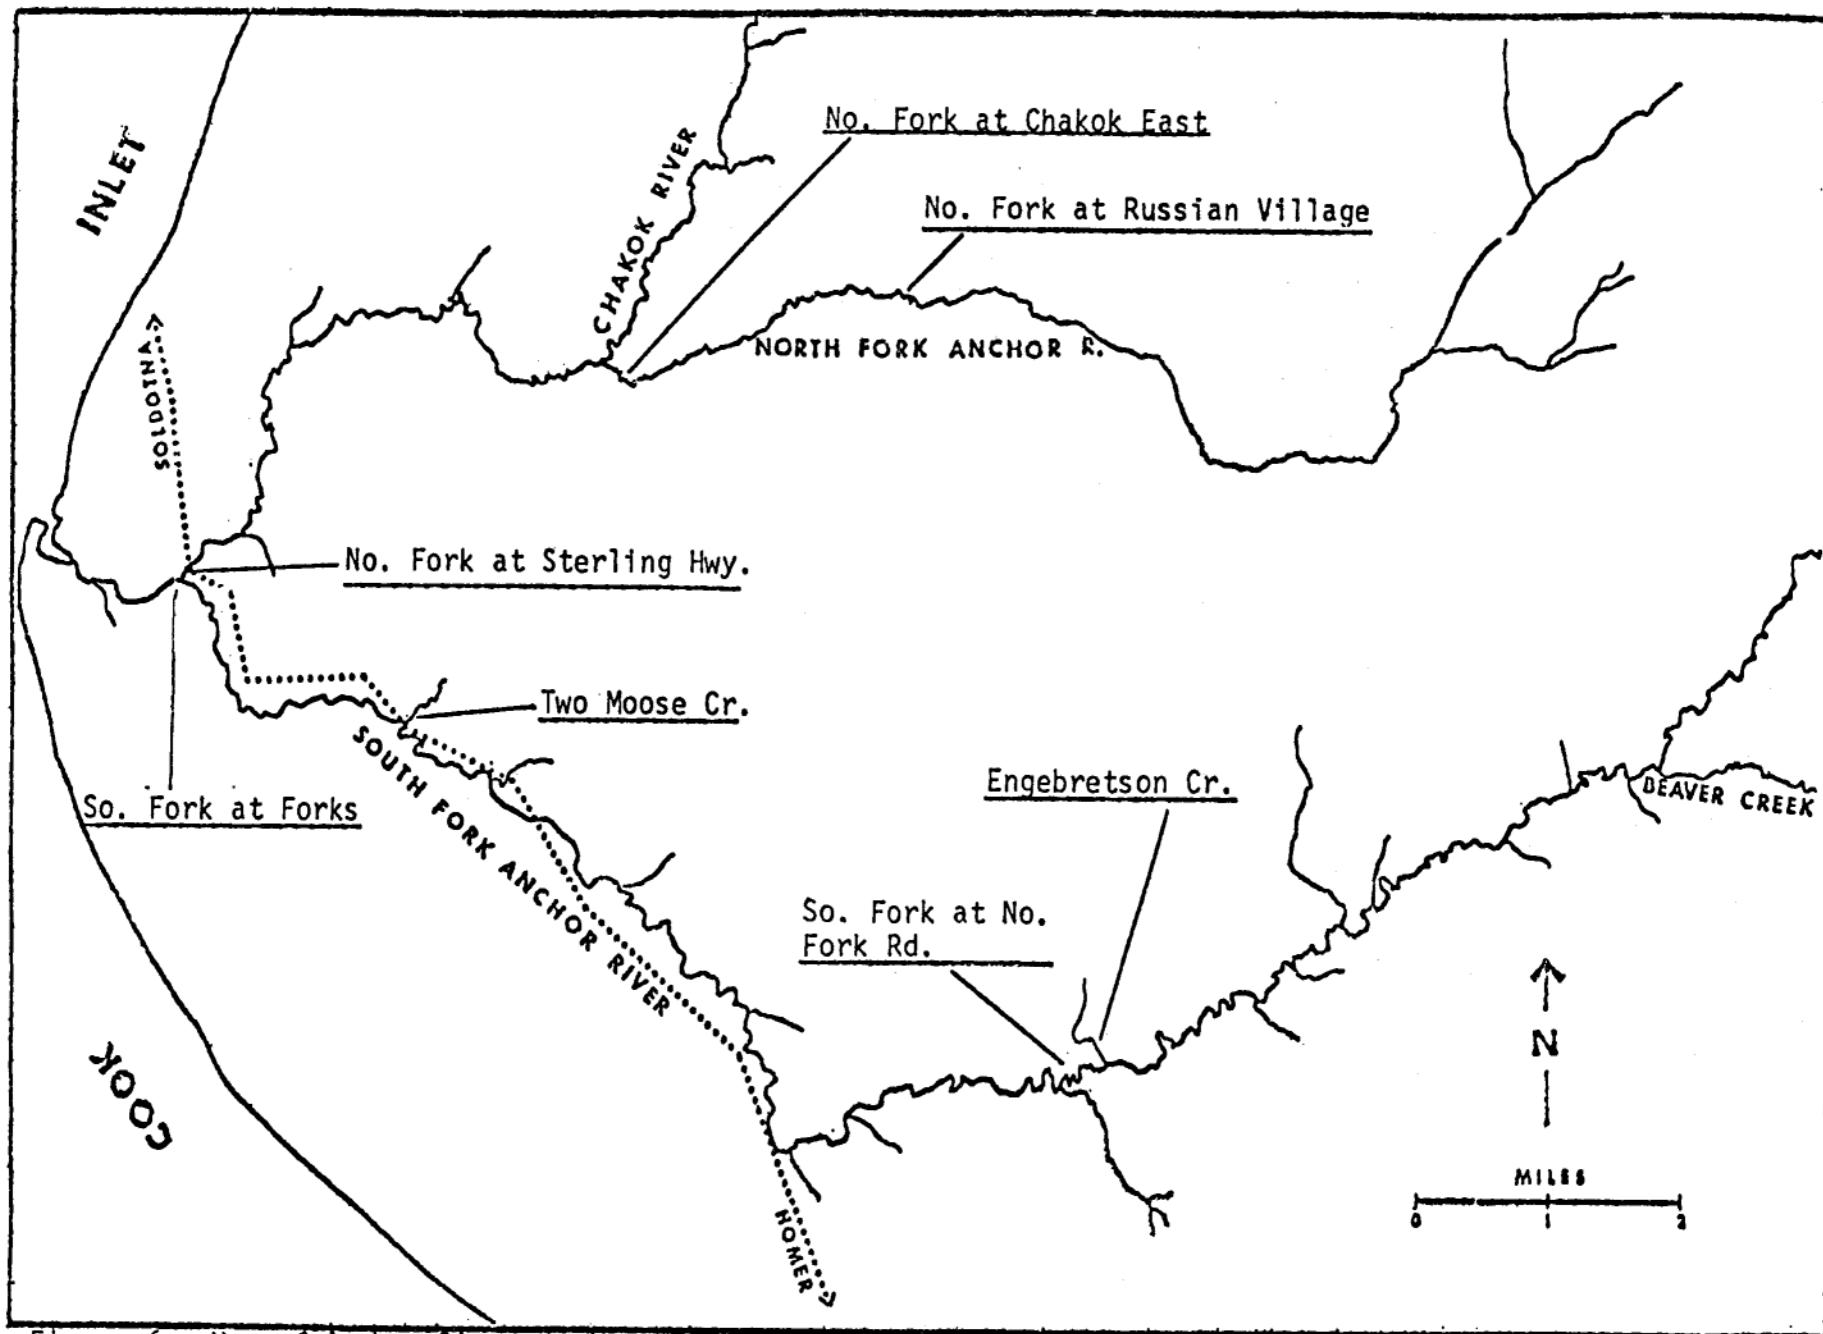 INLET
CHAKOK RIVER
No. Fork at Chakok East
No. Fork at Russian Village
NORTH FORK ANCHOR R.
SOLDOTNA
No. Fork at Sterling Hwy.
Two Moose Cr.
SOUTH FORK ANCHOR RIVER
So. Fork at Forks
Engebretson Cr.
BEAVER CREEK
So. Fork at No.
Fork Rd.
N
COOK
MILES
0 1 2
HOMER